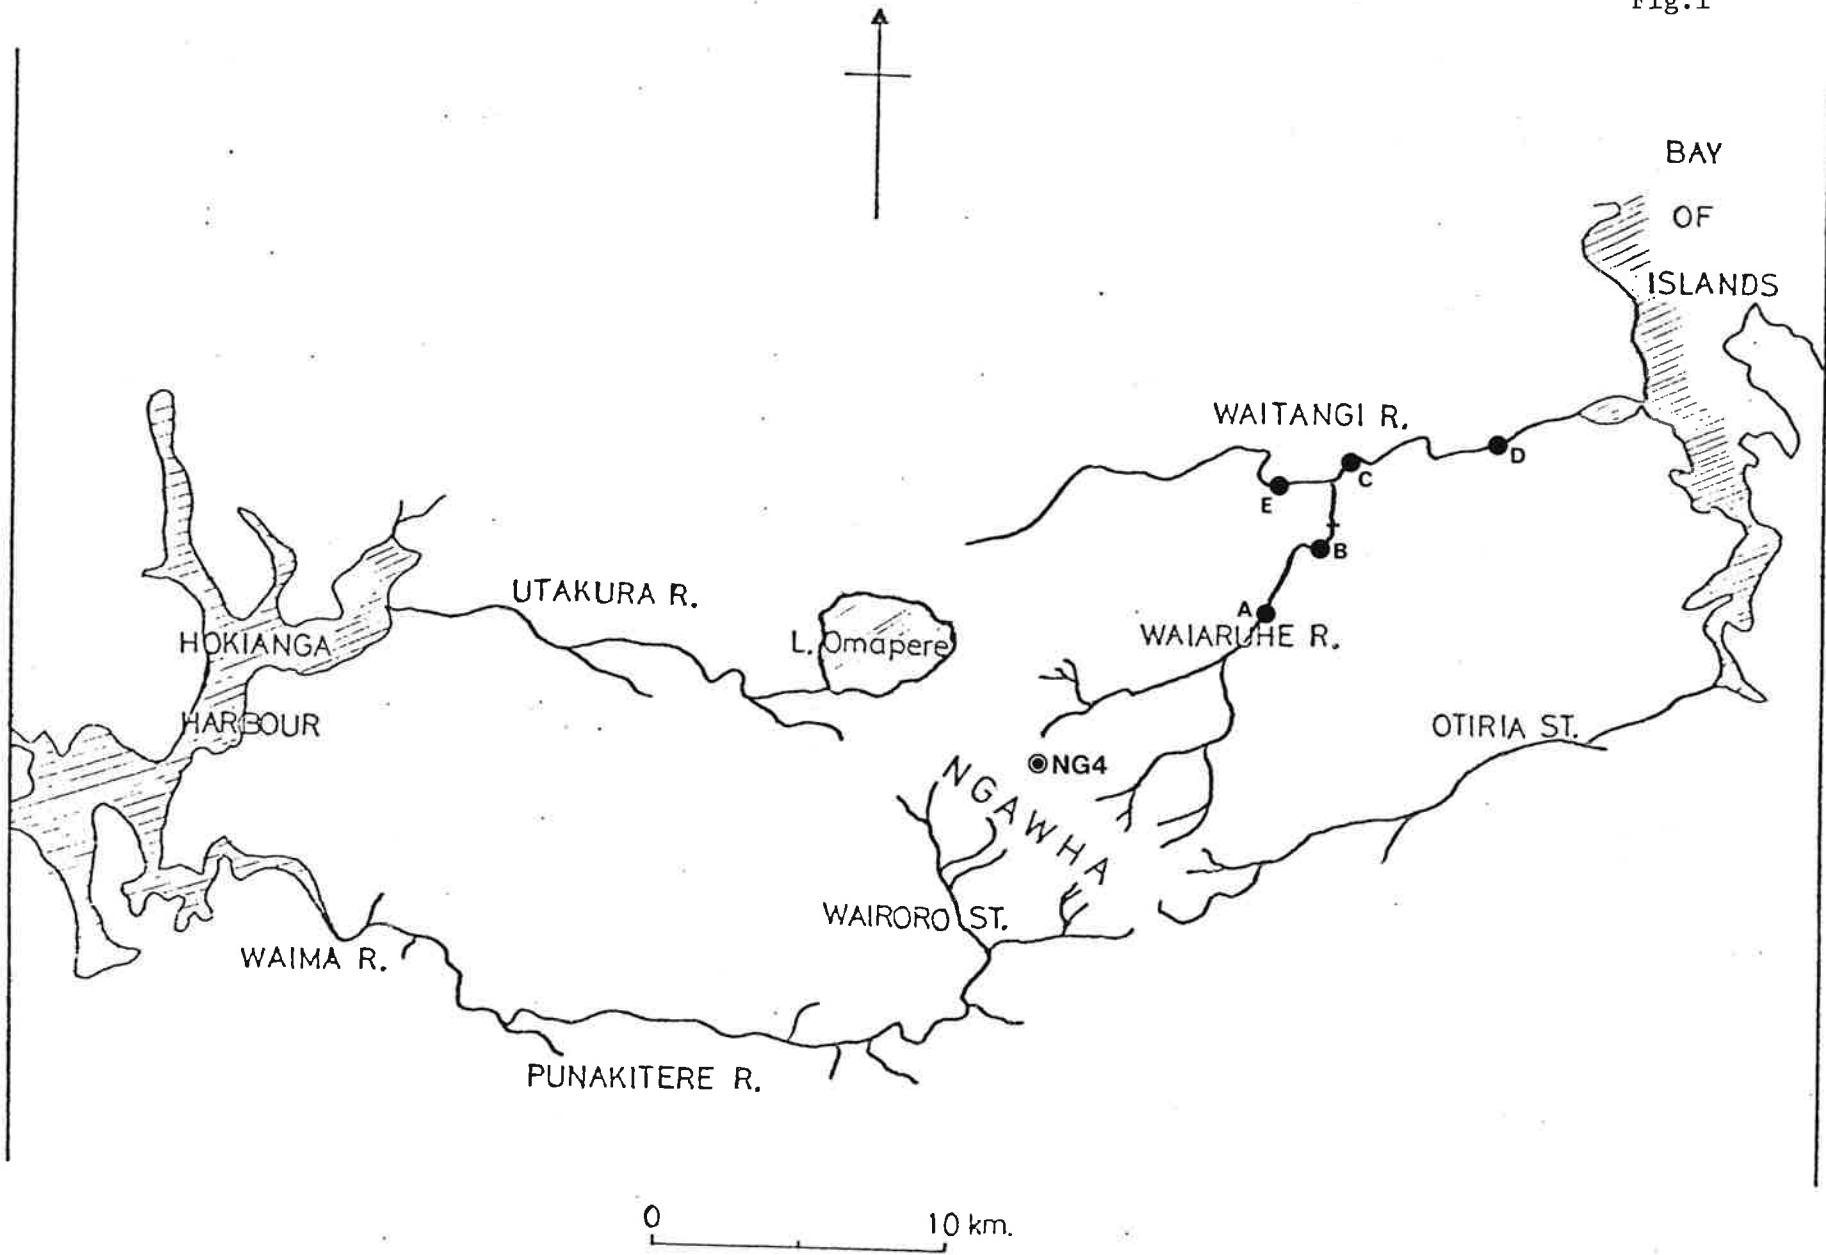 Fig.1
BAY
OF
ISLANDS
WAITANGI R.
D
C
E
B
UTAKURA R.
A
HOKIANGA
L. Omapere
WAIARUHE R.
HARBOUR
OTIRIA ST.
NG4
NGAWHA
WAIRORO ST.
WAIMA R.
PUNAKITERE R.
0 10 km.